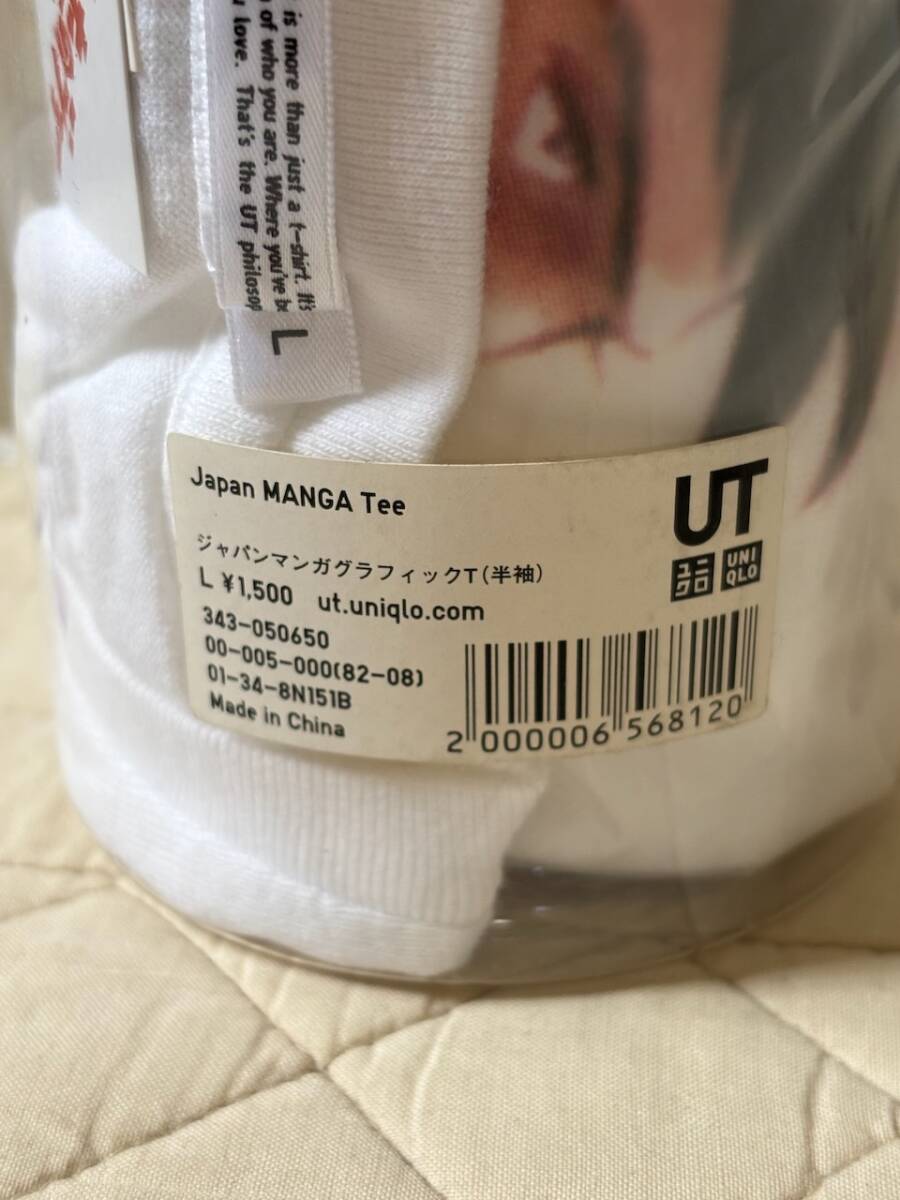 is more than just a t-shirt. It's
of who you are. Where you've be
love. That's the UT philosop
L
Japan MANGA Tee
ジャパンマンガグラフィックT(半袖)
L ¥1,500 ut.uniqlo.com
343-050650
00-005-000(82-08)
01-34-8N151B
Made in China
UT
ユニクロ
UNIQLO
2 000006 568120